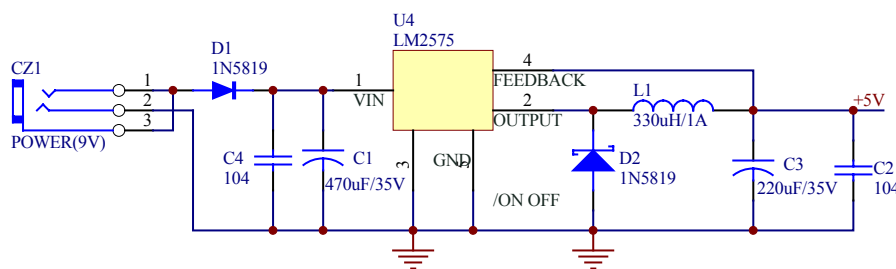 U4
LM2575
D1
1N5819
CZ1
1
2
3
POWER(9V)
1
VIN
4
FEEDBACK
2
OUTPUT
L1
330uH/1A
+5V
3
GND
/ON OFF
C4
104
C1
470uF/35V
D2
1N5819
C3
220uF/35V
C2
104